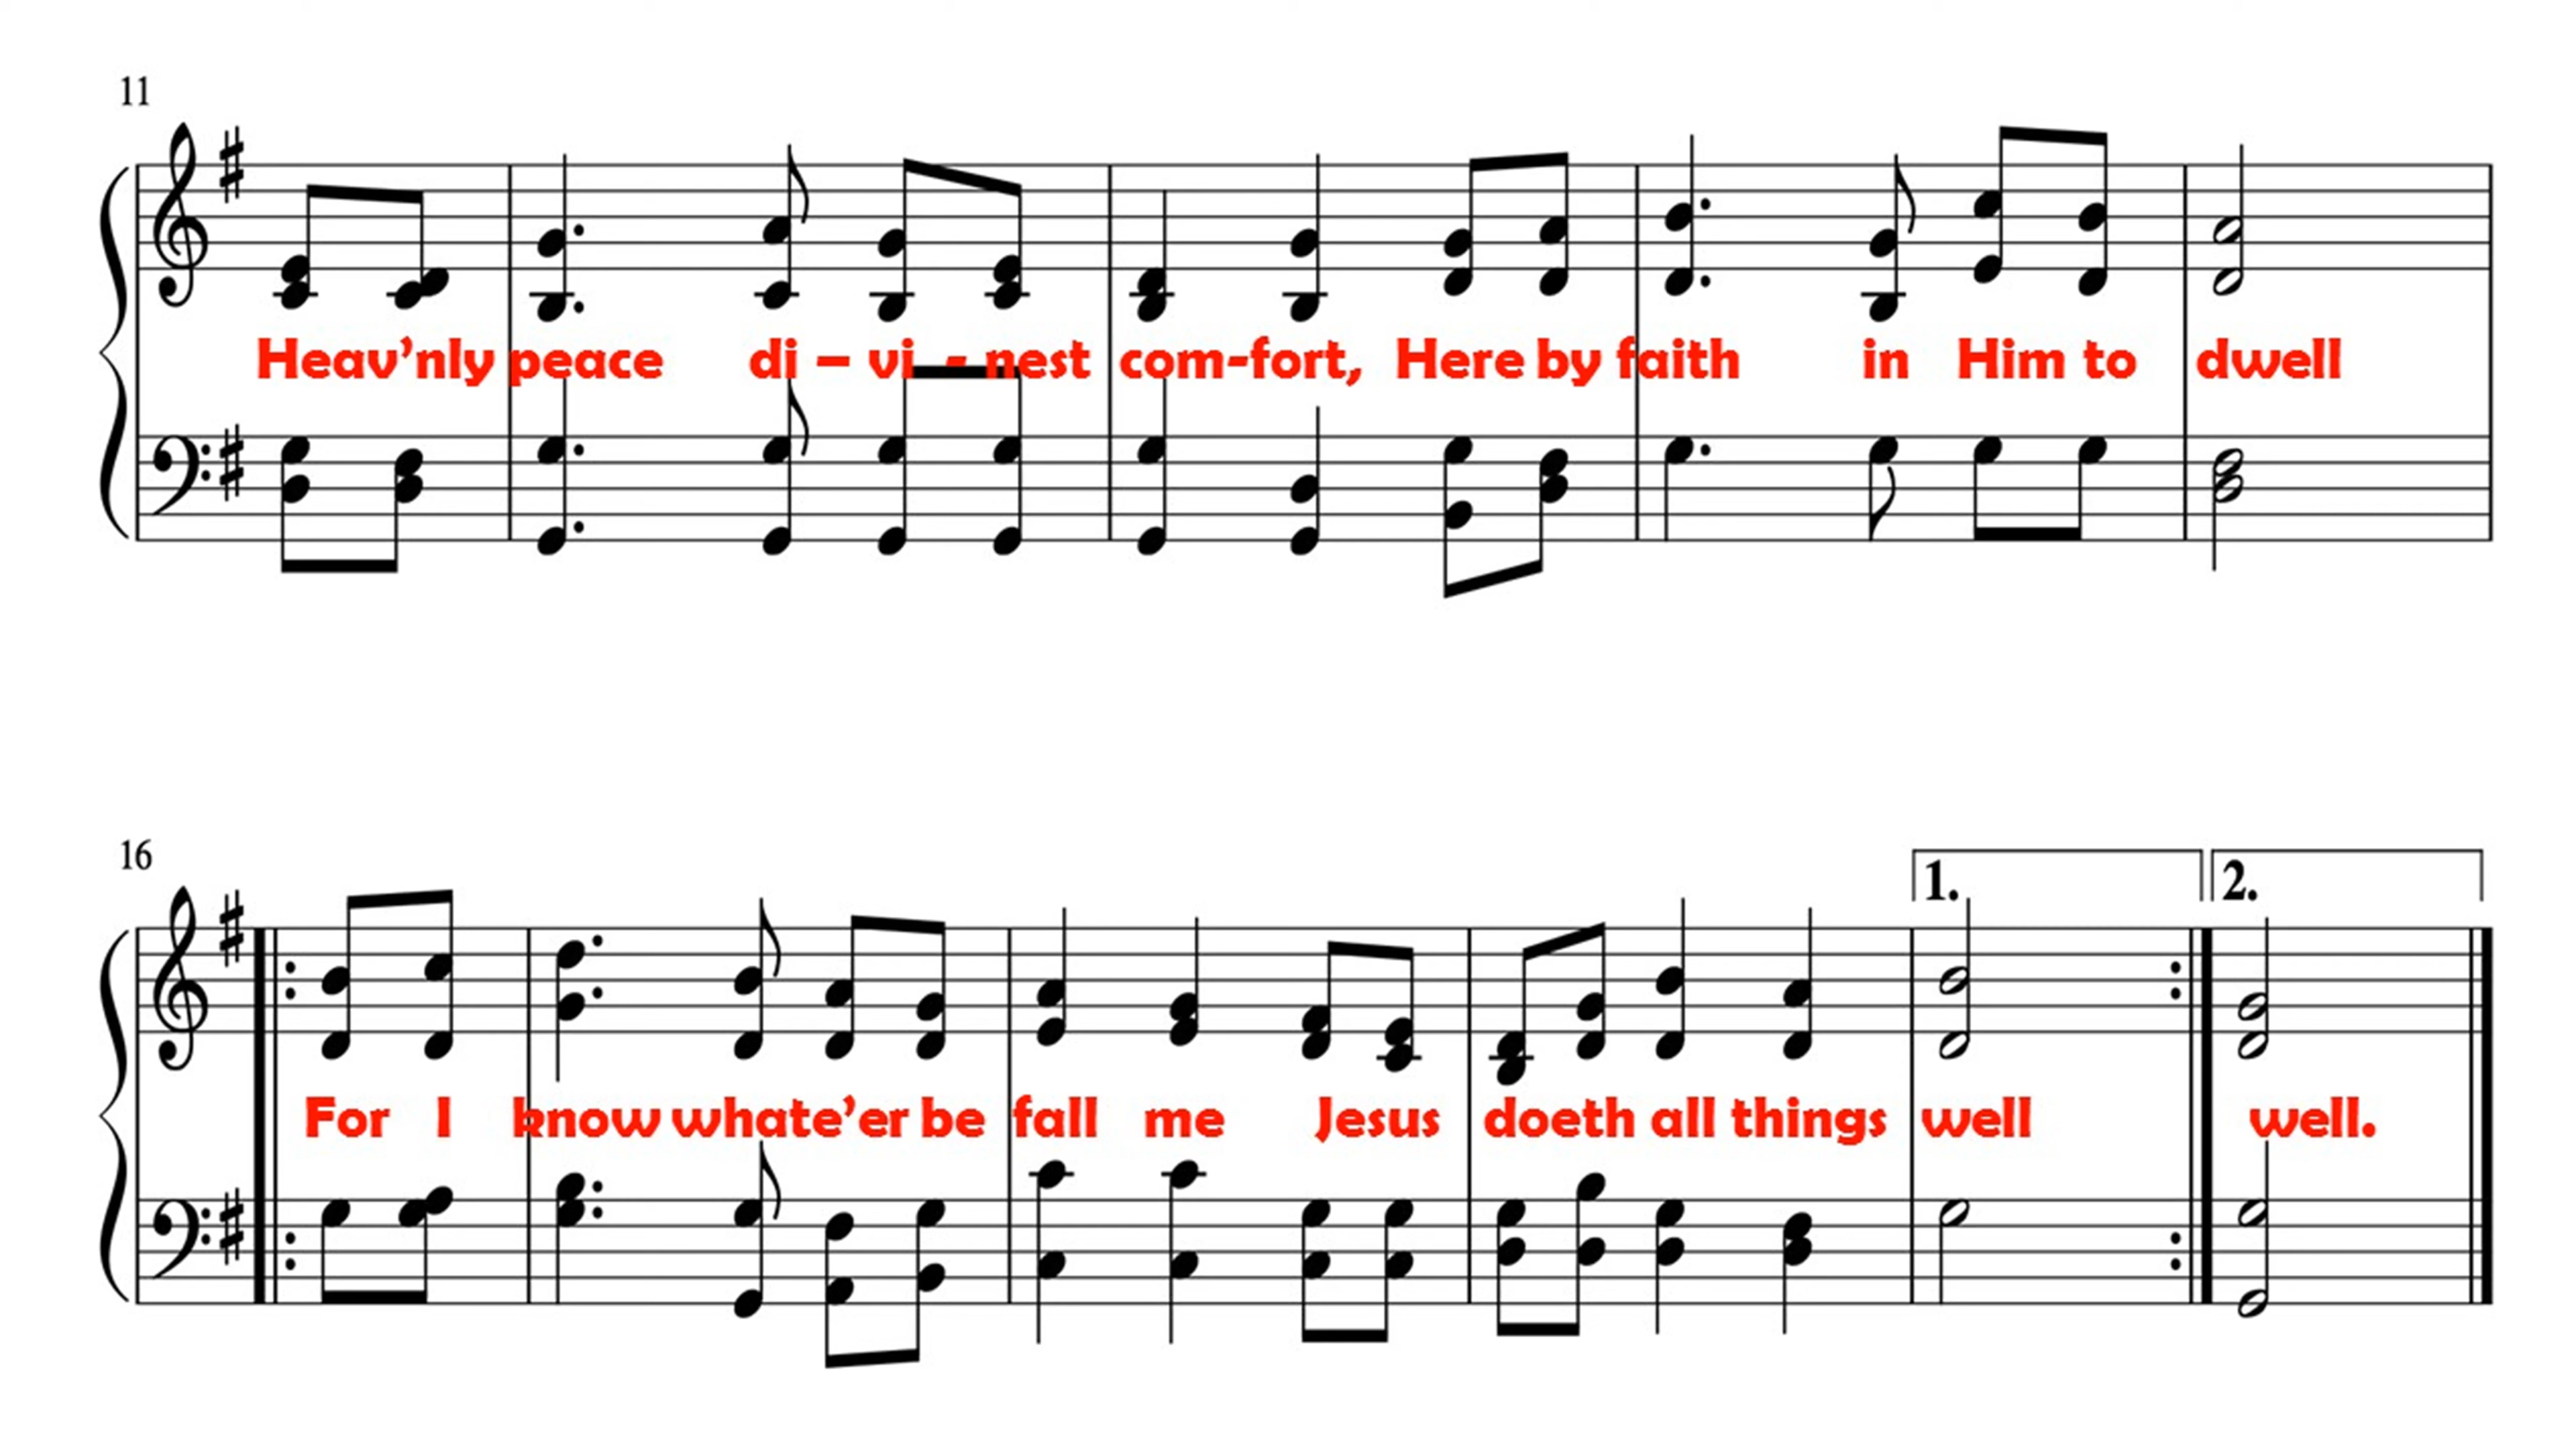 11
Heav’nly peace di – vi - nest com-fort, Here by faith in Him to dwell
16
1. 2.
For I know whate’er be fall me Jesus doeth all things well well.